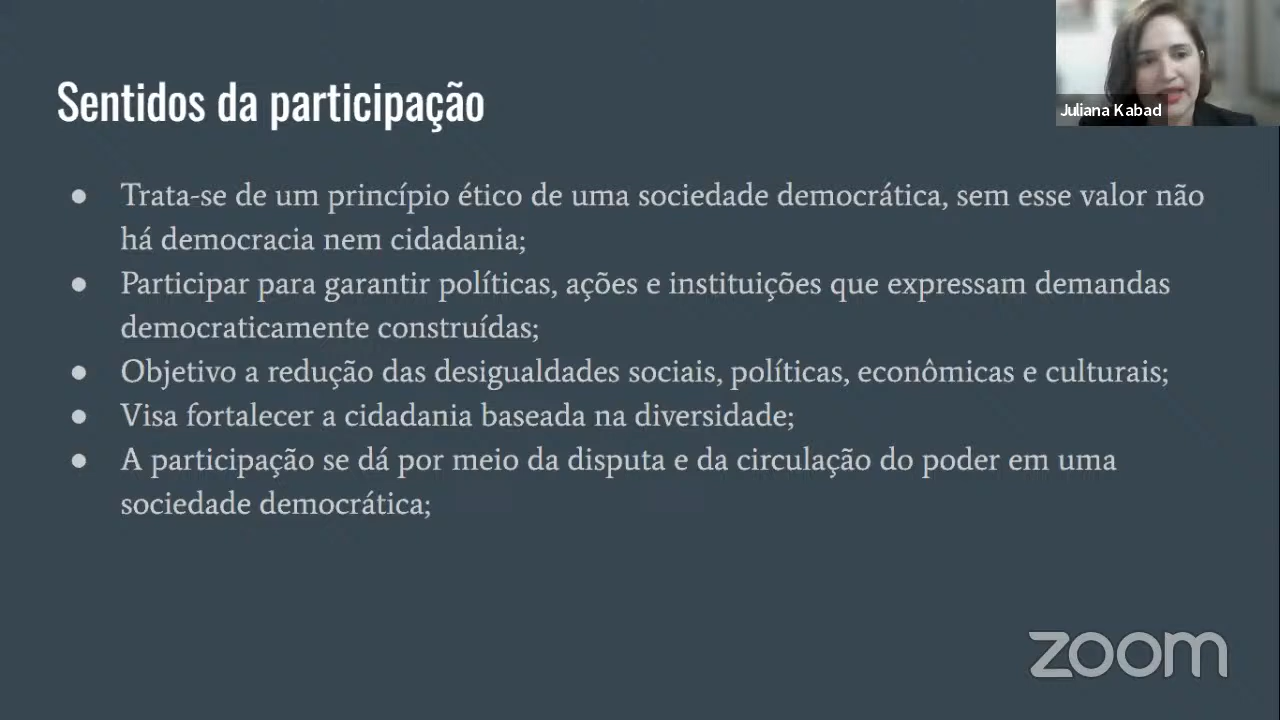 Sentidos da participação
Juliana Kabad
● Trata-se de um princípio ético de uma sociedade democrática, sem esse valor não
há democracia nem cidadania;
● Participar para garantir políticas, ações e instituições que expressam demandas
democraticamente construídas;
● Objetivo a redução das desigualdades sociais, políticas, econômicas e culturais;
● Visa fortalecer a cidadania baseada na diversidade;
● A participação se dá por meio da disputa e da circulação do poder em uma
sociedade democrática;
zoom